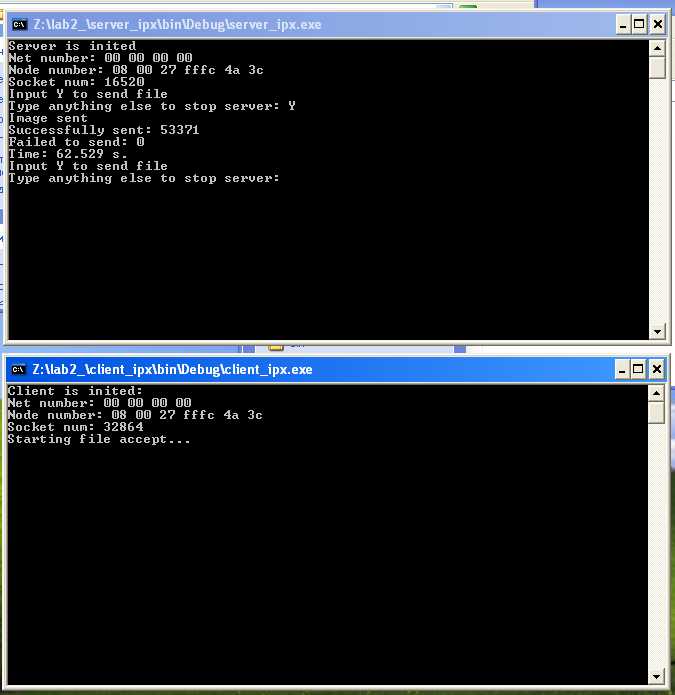 Z:\lab2_\server_ipx\bin\Debug\server_ipx.exe
Server is inited
Net number: 00 00 00 00
Node number: 08 00 27 fffc 4a 3c
Socket num: 16520
Input Y to send file
Type anything else to stop server: Y
Image sent
Successfully sent: 53371
Failed to send: 0
Time: 62.529 s.
Input Y to send file
Type anything else to stop server:
Z:\lab2_\client_ipx\bin\Debug\client_ipx.exe
Client is inited:
Net number: 00 00 00 00
Node number: 08 00 27 fffc 4a 3c
Socket num: 32864
Starting file accept...